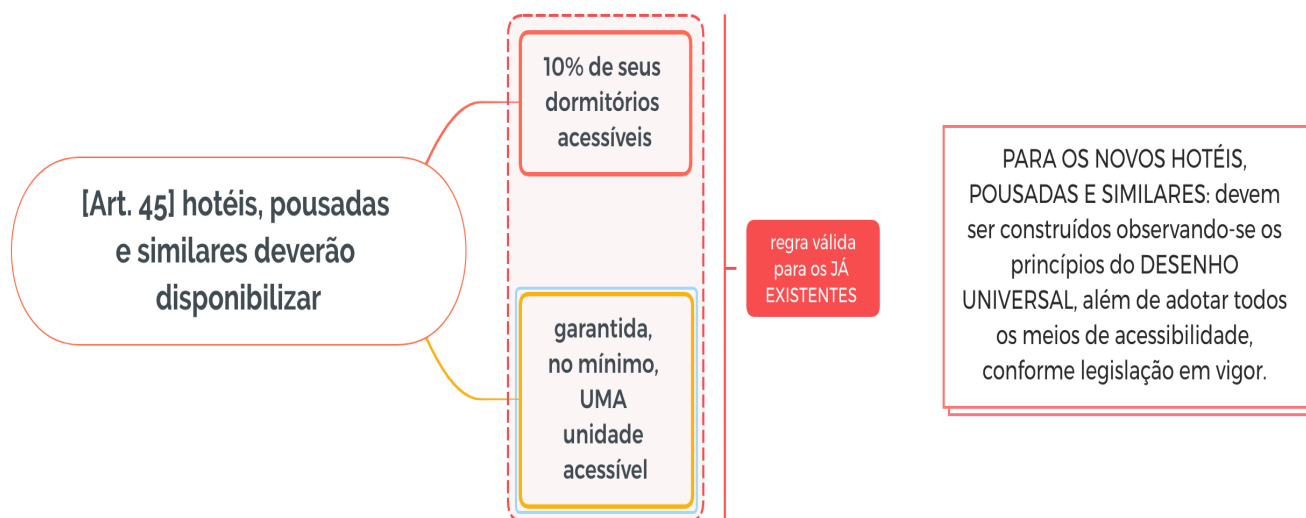 [Art. 45] hotéis, pousadas
e similares deverão
disponibilizar
10% de seus
dormitórios
acessíveis
garantida,
no mínimo,
UMA
unidade
acessível
regra válida
para os JÁ
EXISTENTES
PARA OS NOVOS HOTÉIS,
POUSADAS E SIMILARES: devem
ser construídos observando-se os
princípios do DESENHO
UNIVERSAL, além de adotar todos
os meios de acessibilidade,
conforme legislação em vigor.